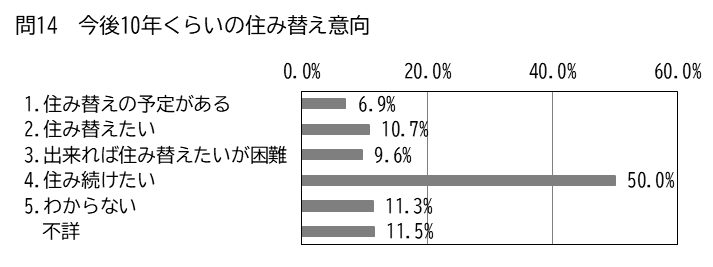 問14　今後10年くらいの住み替え意向
0.0% 20.0% 40.0% 60.0%
1.住み替えの予定がある 6.9%
2.住み替えたい 10.7%
3.出来れば住み替えたいが困難 9.6%
4.住み続けたい 50.0%
5.わからない 11.3%
不詳 11.5%